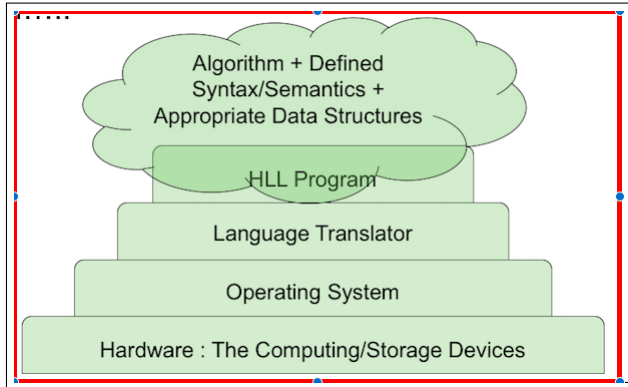 Algorithm + Defined
Syntax/Semantics +
Appropriate Data Structures
HLL Program
Language Translator
Operating System
Hardware : The Computing/Storage Devices